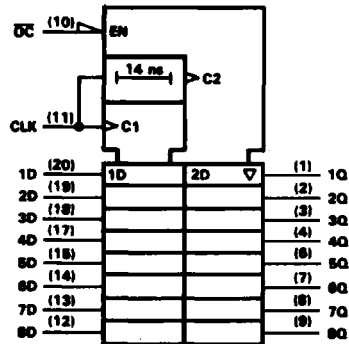 OC (10) EN
14 ns C2
CLK (11) C1
1D (20) 1D 2D ▽ (1) 1Q
2D (19) (2) 2Q
3D (18) (3) 3Q
4D (17) (4) 4Q
5D (15) (6) 5Q
6D (14) (7) 6Q
7D (13) (8) 7Q
8D (12) (9) 8Q